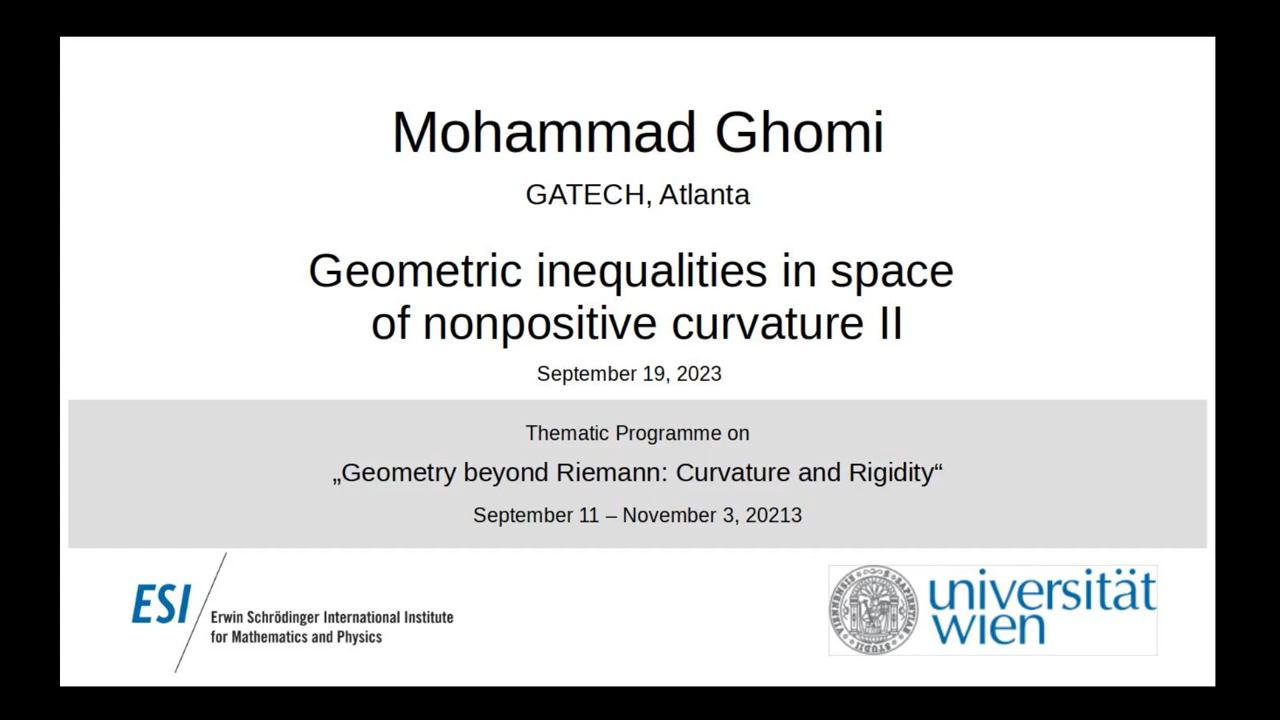 Mohammad Ghomi
GATECH, Atlanta
Geometric inequalities in space
of nonpositive curvature II
September 19, 2023
Thematic Programme on
„Geometry beyond Riemann: Curvature and Rigidity“
September 11 – November 3, 20213
ESI
Erwin Schrödinger International Institute
for Mathematics and Physics
universität
wien